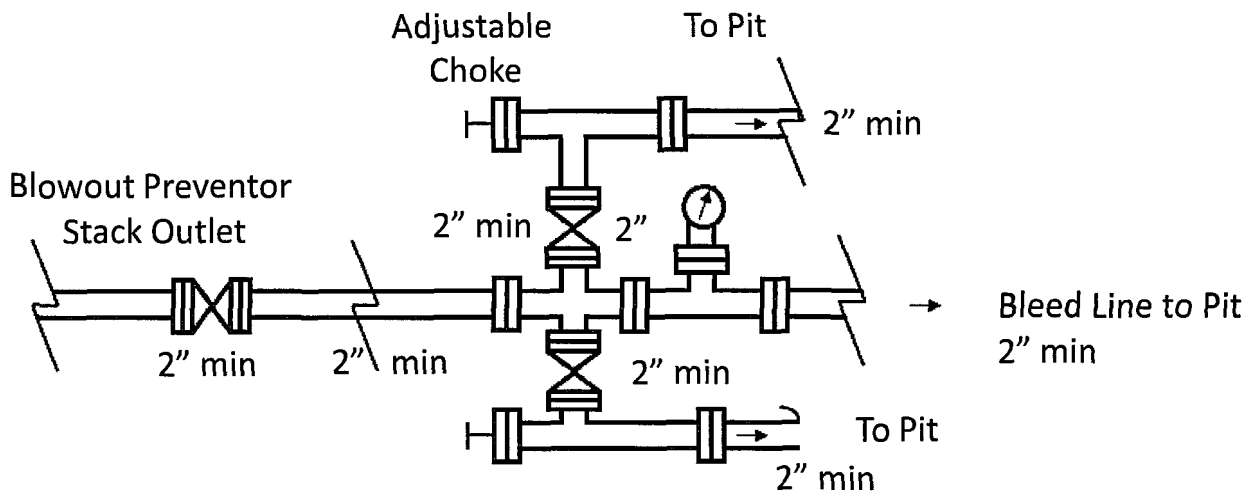 Adjustable
Choke
To Pit
2” min
Blowout Preventor
Stack Outlet
2” min
2”
2” min
2” min
2” min
Bleed Line to Pit
2” min
To Pit
2” min